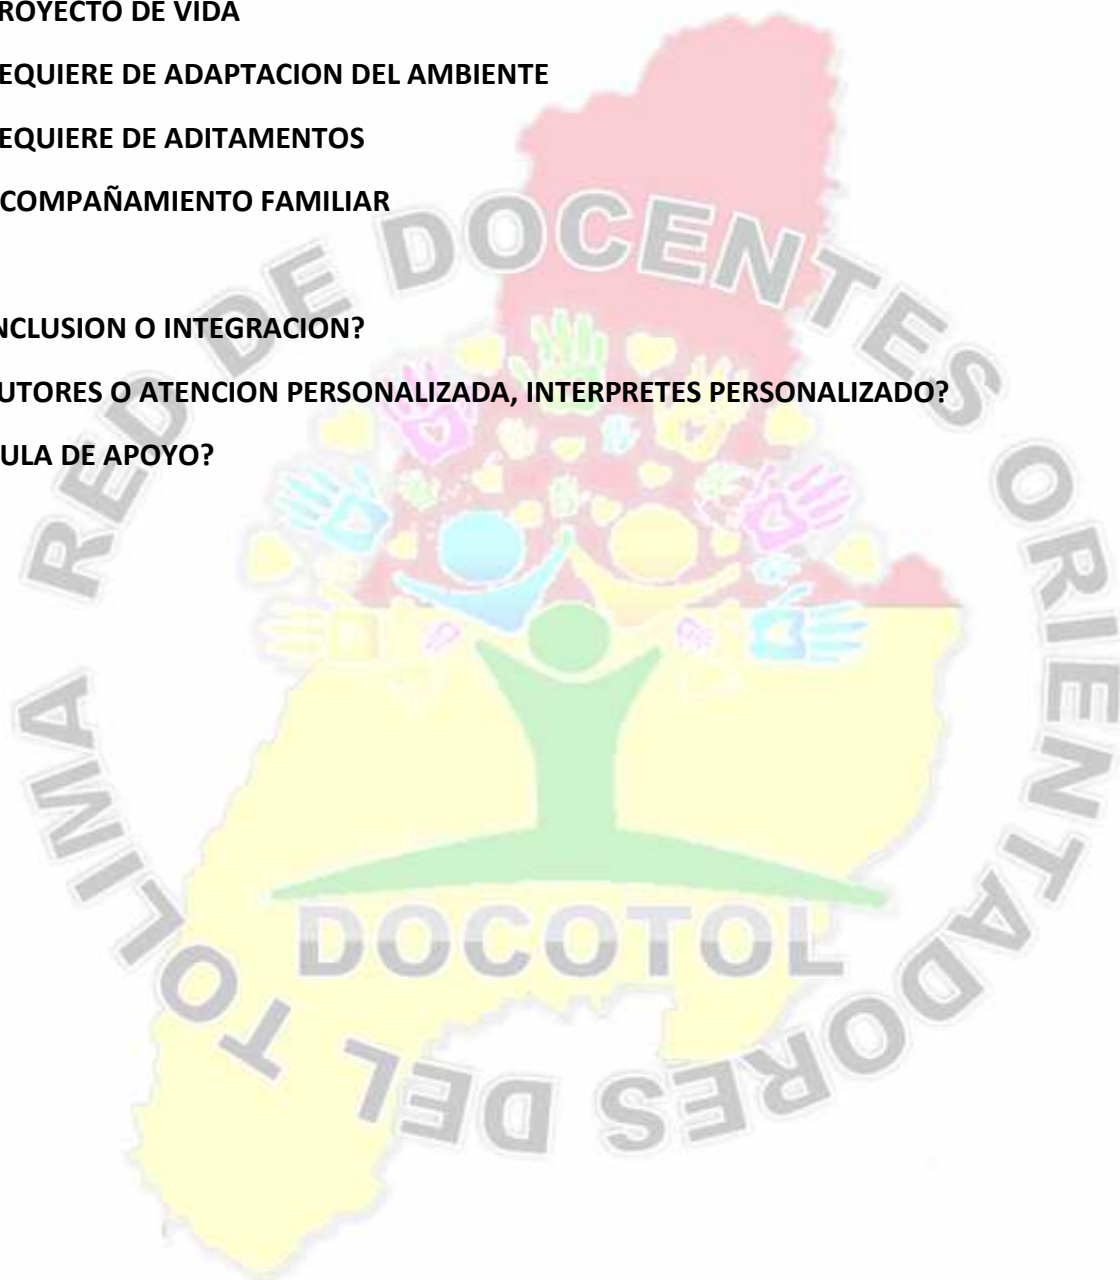 ROYECTO DE VIDA
EQUIERE DE ADAPTACION DEL AMBIENTE
EQUIERE DE ADITAMENTOS
COMPAÑAMIENTO FAMILIAR
NCLUSION O INTEGRACION?
UTORES O ATENCION PERSONALIZADA, INTERPRETES PERSONALIZADO?
ULA DE APOYO?
RED DE DOCENTES ORIENTADORES DEL TOLIMA
DOCOTOL